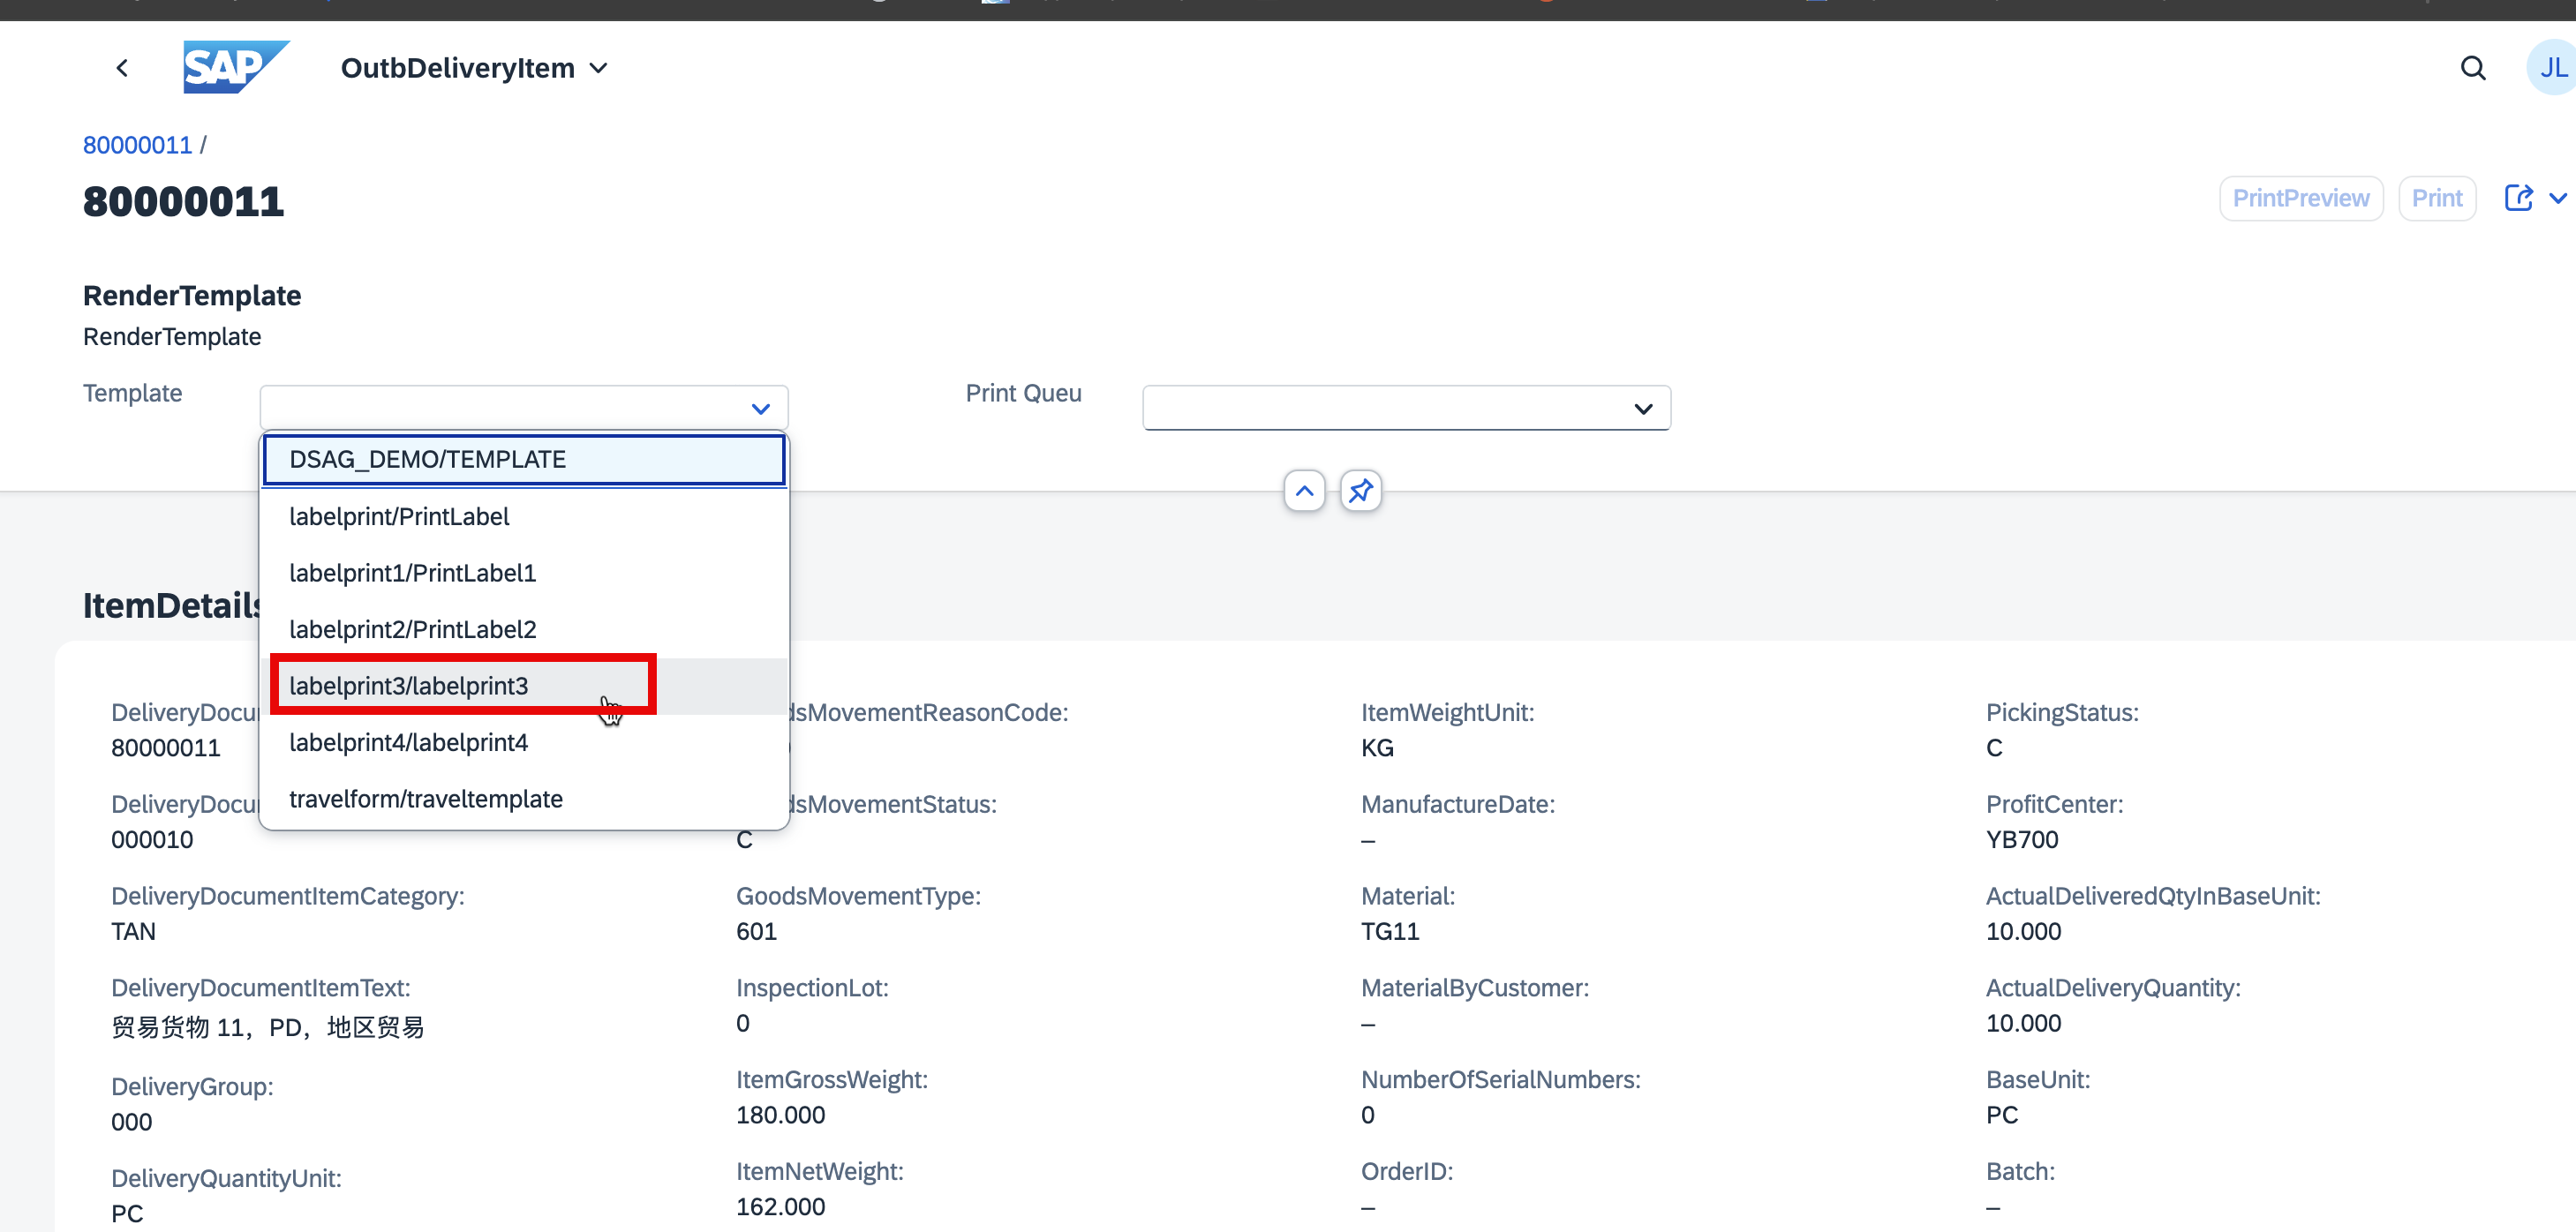 SAP OutbDeliveryItem
JL
80000011 /
80000011
PrintPreview Print
RenderTemplate
RenderTemplate
Template
Print Queu
DSAG_DEMO/TEMPLATE
labelprint/PrintLabel
labelprint1/PrintLabel1
labelprint2/PrintLabel2
labelprint3/labelprint3
labelprint4/labelprint4
travelform/traveltemplate
ItemDetails
DeliveryDocu
80000011
DeliveryDocu
000010
DeliveryDocumentItemCategory:
TAN
DeliveryDocumentItemText:
贸易货物 11，PD，地区贸易
DeliveryGroup:
000
DeliveryQuantityUnit:
PC
dsMovementReasonCode:
dsMovementStatus:
C
GoodsMovementType:
601
InspectionLot:
0
ItemGrossWeight:
180.000
ItemNetWeight:
162.000
ItemWeightUnit:
KG
ManufactureDate:
–
Material:
TG11
MaterialByCustomer:
–
NumberOfSerialNumbers:
0
OrderID:
–
PickingStatus:
C
ProfitCenter:
YB700
ActualDeliveredQtyInBaseUnit:
10.000
ActualDeliveryQuantity:
10.000
BaseUnit:
PC
Batch:
–